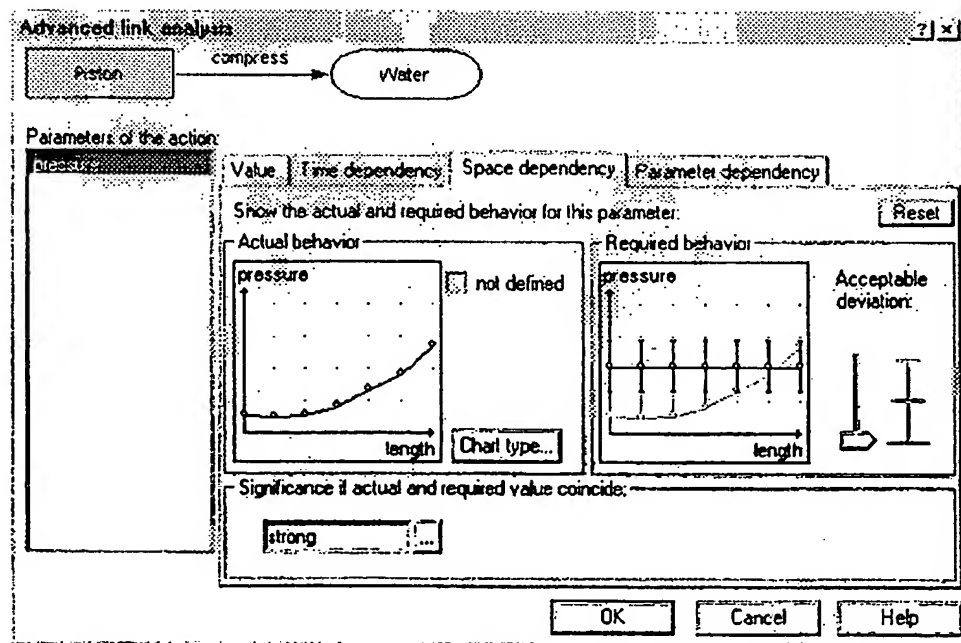 Advanced link analysis
? ×
Piston
compress
Water
Parameters of the action:
pressure
Value
Time dependency
Space dependency
Parameter dependency
Show the actual and required behavior for this parameter:
Reset
Actual behavior
pressure
not defined
length
Chart type...
Required behavior
pressure
Acceptable
deviation:
length
Significance if actual and required value coincide:
strong
...
OK
Cancel
Help